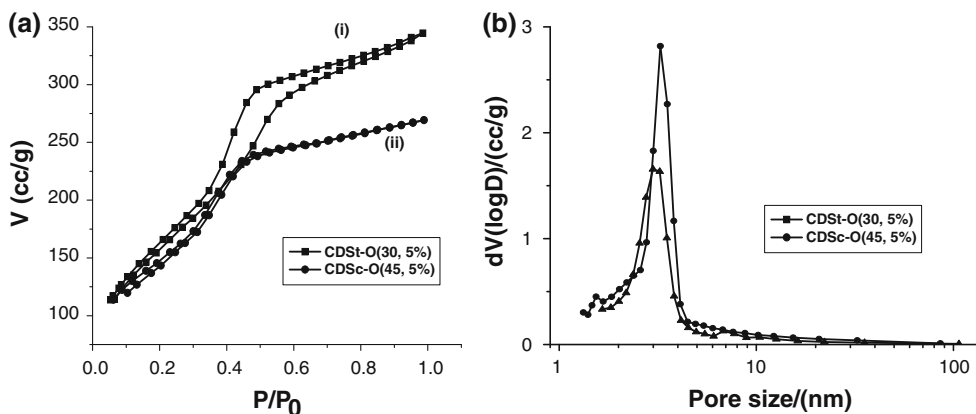 (a)
350
300
250
200
150
100
V (cc/g)
(i)
(ii)
CDSt-O(30, 5%)
CDSc-O(45, 5%)
0.0 0.2 0.4 0.6 0.8 1.0
P/P0
(b)
3
2
1
0
dV(logD)/(cc/g)
CDSt-O(30, 5%)
CDSc-O(45, 5%)
1 10 100
Pore size/(nm)